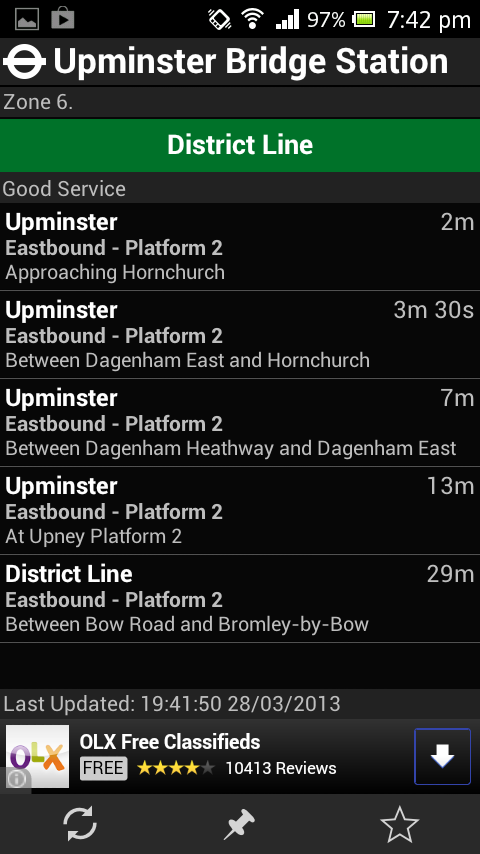 97% 7:42 pm
Upminster Bridge Station
Zone 6.
District Line
Good Service
Upminster 2m
Eastbound - Platform 2
Approaching Hornchurch
Upminster 3m 30s
Eastbound - Platform 2
Between Dagenham East and Hornchurch
Upminster 7m
Eastbound - Platform 2
Between Dagenham Heathway and Dagenham East
Upminster 13m
Eastbound - Platform 2
At Upney Platform 2
District Line 29m
Eastbound - Platform 2
Between Bow Road and Bromley-by-Bow
Last Updated: 19:41:50 28/03/2013
OLX OLX Free Classifieds
FREE 10413 Reviews